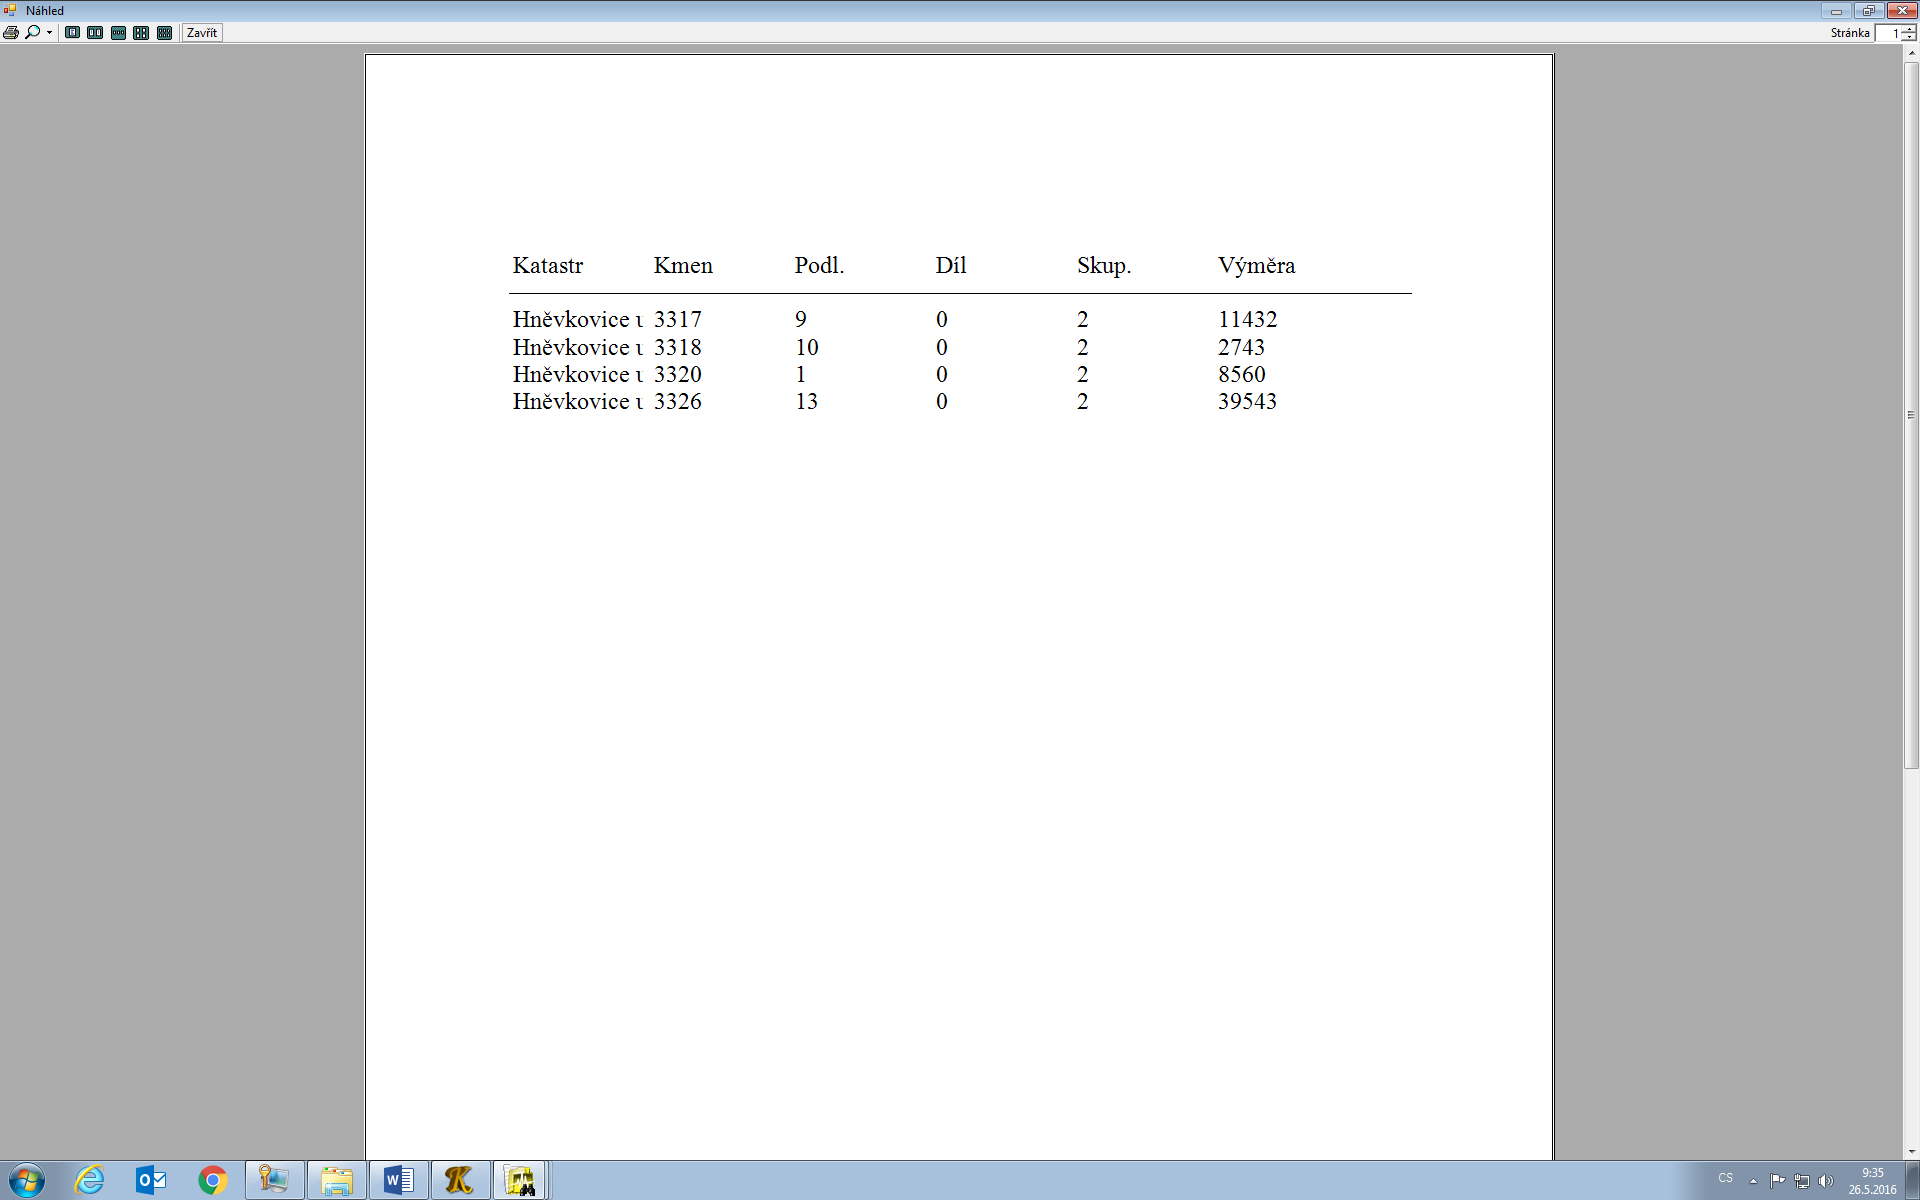 Náhled
Zavřít
Stránka 1
Katastr Kmen Podl. Díl Skup. Výměra
Hněvkovice u 3317 9 0 2 11432
Hněvkovice u 3318 10 0 2 2743
Hněvkovice u 3320 1 0 2 8560
Hněvkovice u 3326 13 0 2 39543
CS
9:35
26.5.2016